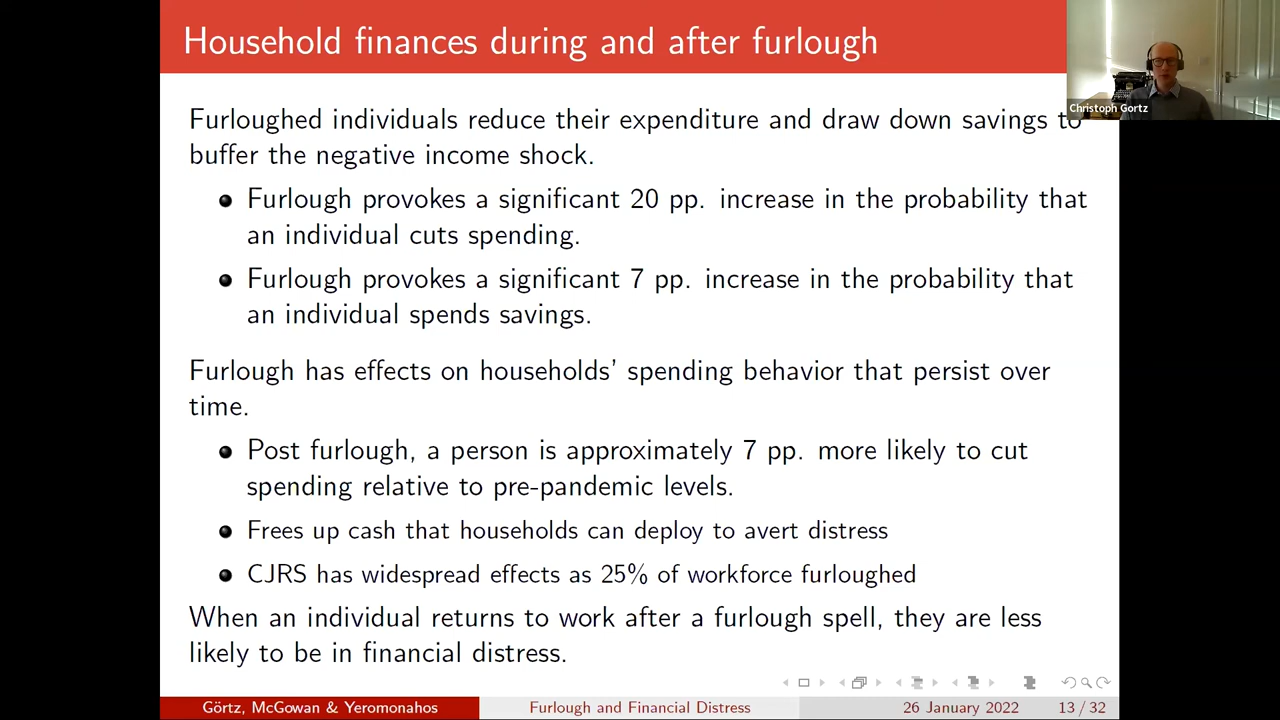 Household finances during and after furlough
Christoph Gortz
Furloughed individuals reduce their expenditure and draw down savings to
buffer the negative income shock.
Furlough provokes a significant 20 pp. increase in the probability that
an individual cuts spending.
Furlough provokes a significant 7 pp. increase in the probability that
an individual spends savings.
Furlough has effects on households' spending behavior that persist over
time.
Post furlough, a person is approximately 7 pp. more likely to cut
spending relative to pre-pandemic levels.
Frees up cash that households can deploy to avert distress
CJRS has widespread effects as 25% of workforce furloughed
When an individual returns to work after a furlough spell, they are less
likely to be in financial distress.
Görtz, McGowan & Yeromonahos Furlough and Financial Distress 26 January 2022 13 / 32